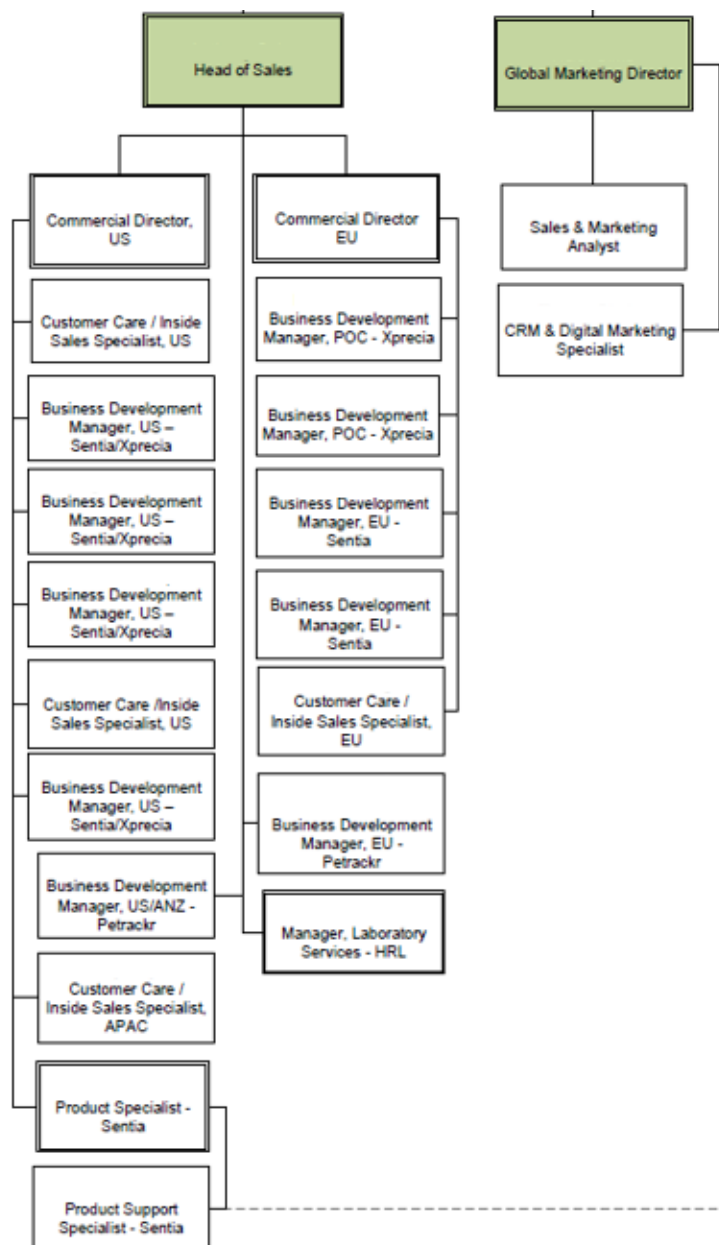 Head of Sales
Global Marketing Director
Commercial Director,
US
Commercial Director
EU
Sales & Marketing
Analyst
Customer Care / Inside
Sales Specialist, US
Business Development
Manager, POC - Xprecia
CRM & Digital Marketing
Specialist
Business Development
Manager, US –
Sentia/Xprecia
Business Development
Manager, POC - Xprecia
Business Development
Manager, US –
Sentia/Xprecia
Business Development
Manager, EU -
Sentia
Business Development
Manager, US –
Sentia/Xprecia
Business Development
Manager, EU -
Sentia
Customer Care /Inside
Sales Specialist, US
Customer Care /
Inside Sales Specialist,
EU
Business Development
Manager, US –
Sentia/Xprecia
Business Development
Manager, EU -
Petrackr
Business Development
Manager, US/ANZ -
Petrackr
Manager, Laboratory
Services - HRL
Customer Care /
Inside Sales Specialist,
APAC
Product Specialist -
Sentia
Product Support
Specialist - Sentia